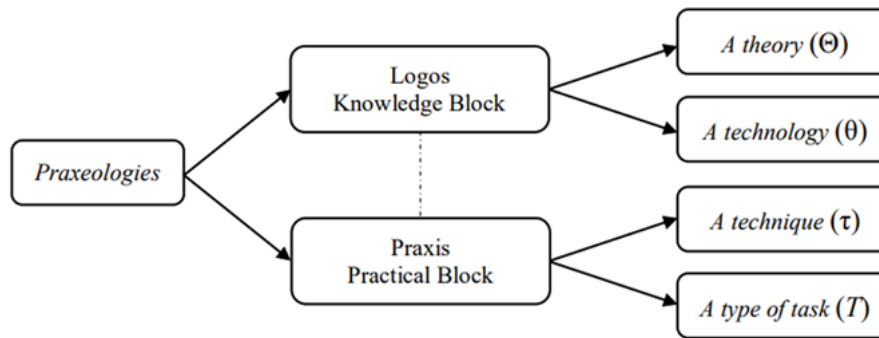 Praxeologies
Logos
Knowledge Block
Praxis
Practical Block
A theory (Θ)
A technology (θ)
A technique (τ)
A type of task (T)